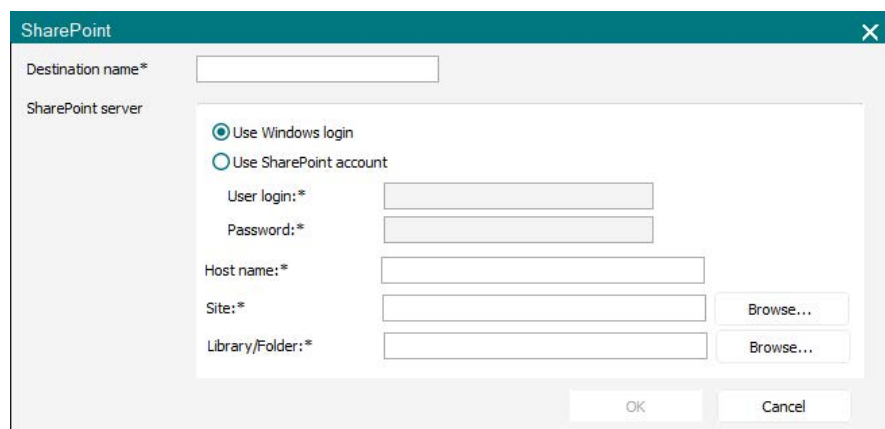 SharePoint
Destination name*
SharePoint server
Use Windows login
Use SharePoint account
User login:*
Password:*
Host name:*
Site:*
Browse...
Library/Folder:*
Browse...
OK
Cancel